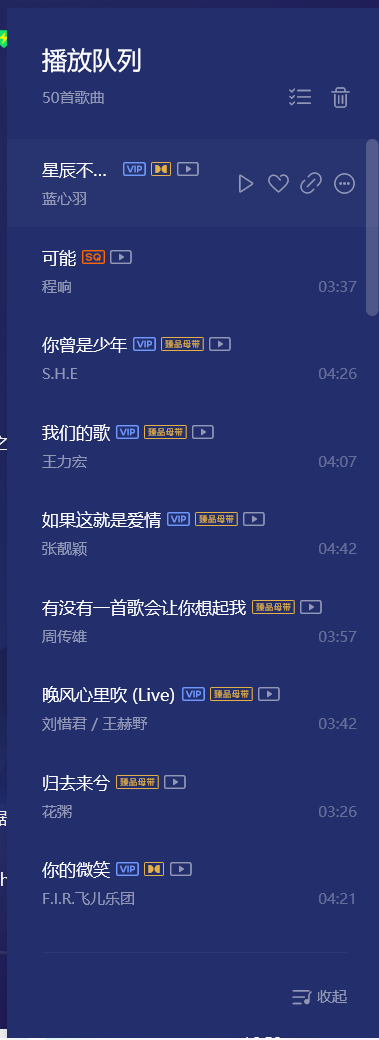 播放队列
50首歌曲
星辰不... VIP
蓝心羽
可能 SQ
程响
03:37
你曾是少年 VIP 臻品母带
S.H.E
04:26
我们的歌 VIP 臻品母带
王力宏
04:07
如果这就是爱情 VIP 臻品母带
张靓颖
04:42
有没有一首歌会让你想起我 臻品母带
周传雄
03:57
晚风心里吹 (Live) VIP 臻品母带
刘惜君 / 王赫野
03:42
归去来兮 臻品母带
花粥
03:26
你的微笑 VIP
F.I.R.飞儿乐团
04:21
收起